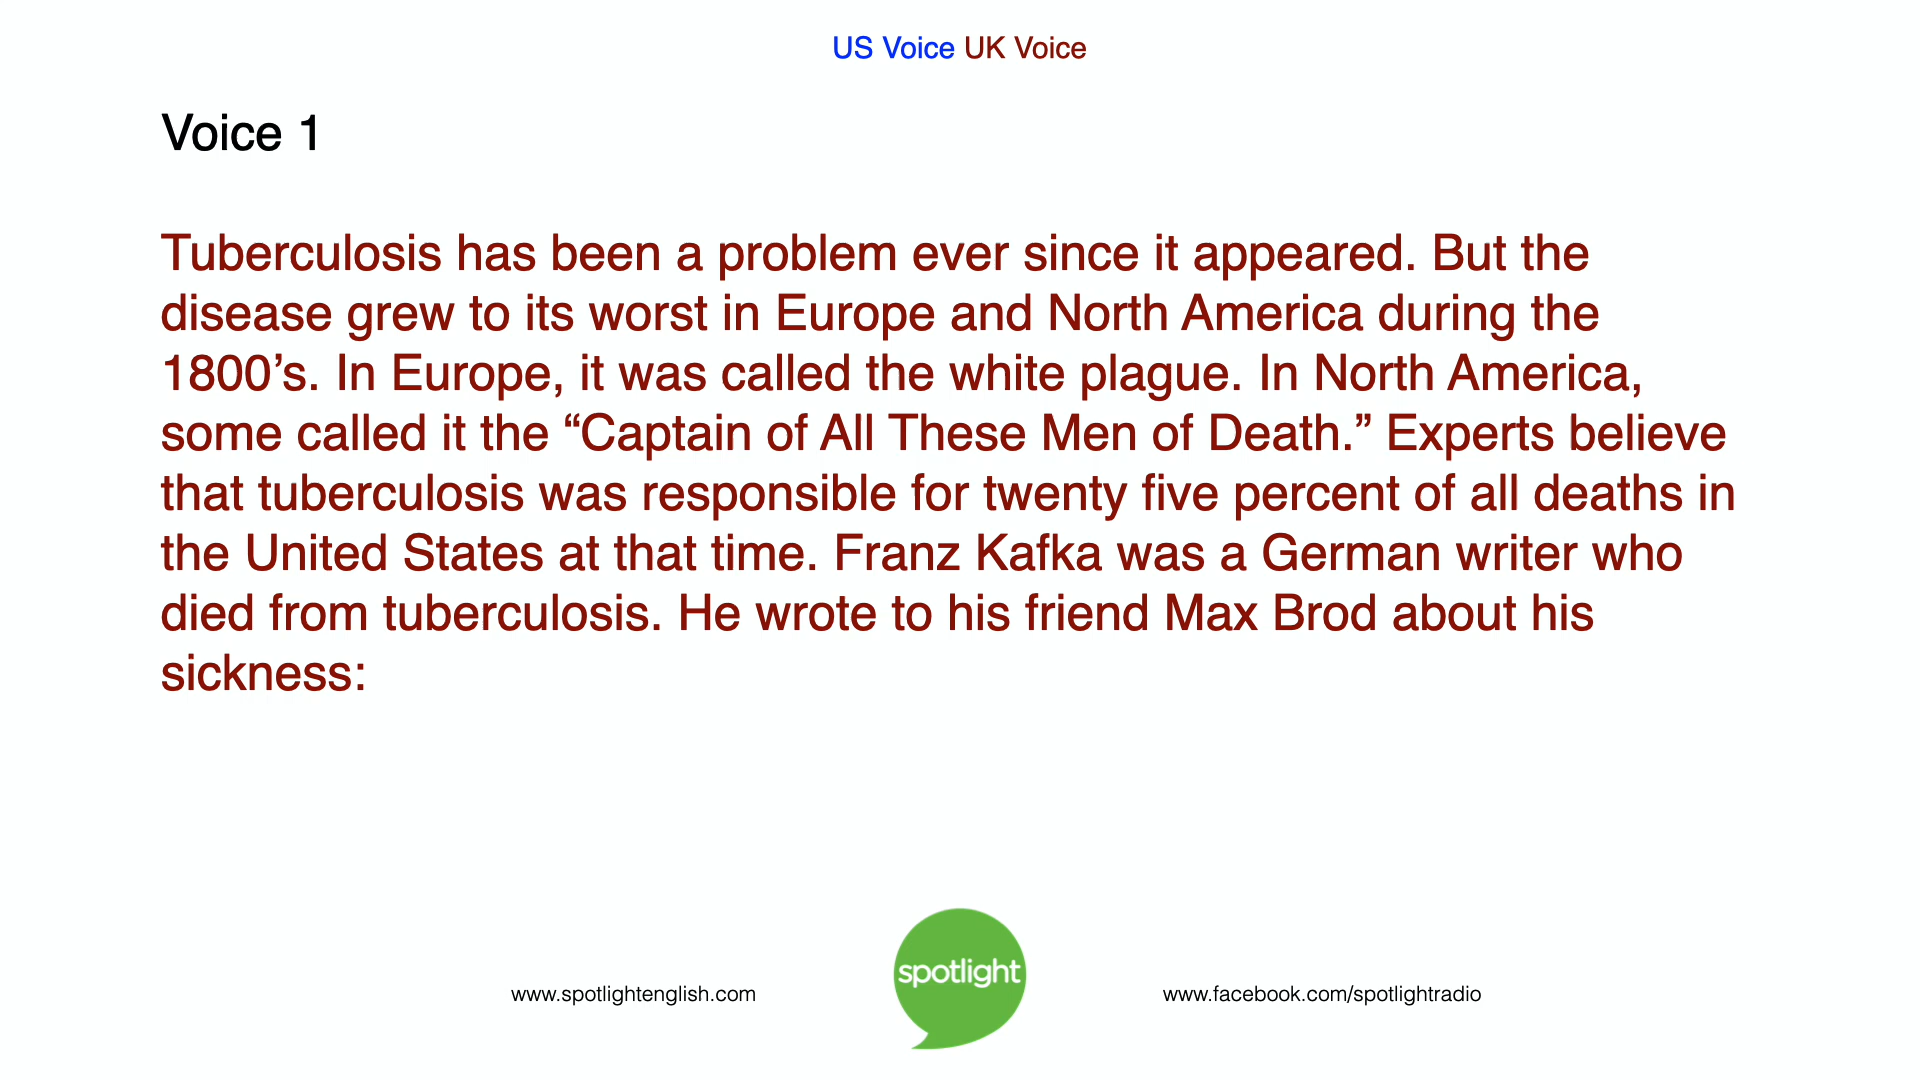 US Voice UK Voice
Voice 1
Tuberculosis has been a problem ever since it appeared. But the
disease grew to its worst in Europe and North America during the
1800’s. In Europe, it was called the white plague. In North America,
some called it the “Captain of All These Men of Death.” Experts believe
that tuberculosis was responsible for twenty five percent of all deaths in
the United States at that time. Franz Kafka was a German writer who
died from tuberculosis. He wrote to his friend Max Brod about his
sickness:
spotlight
www.spotlightenglish.com
www.facebook.com/spotlightradio